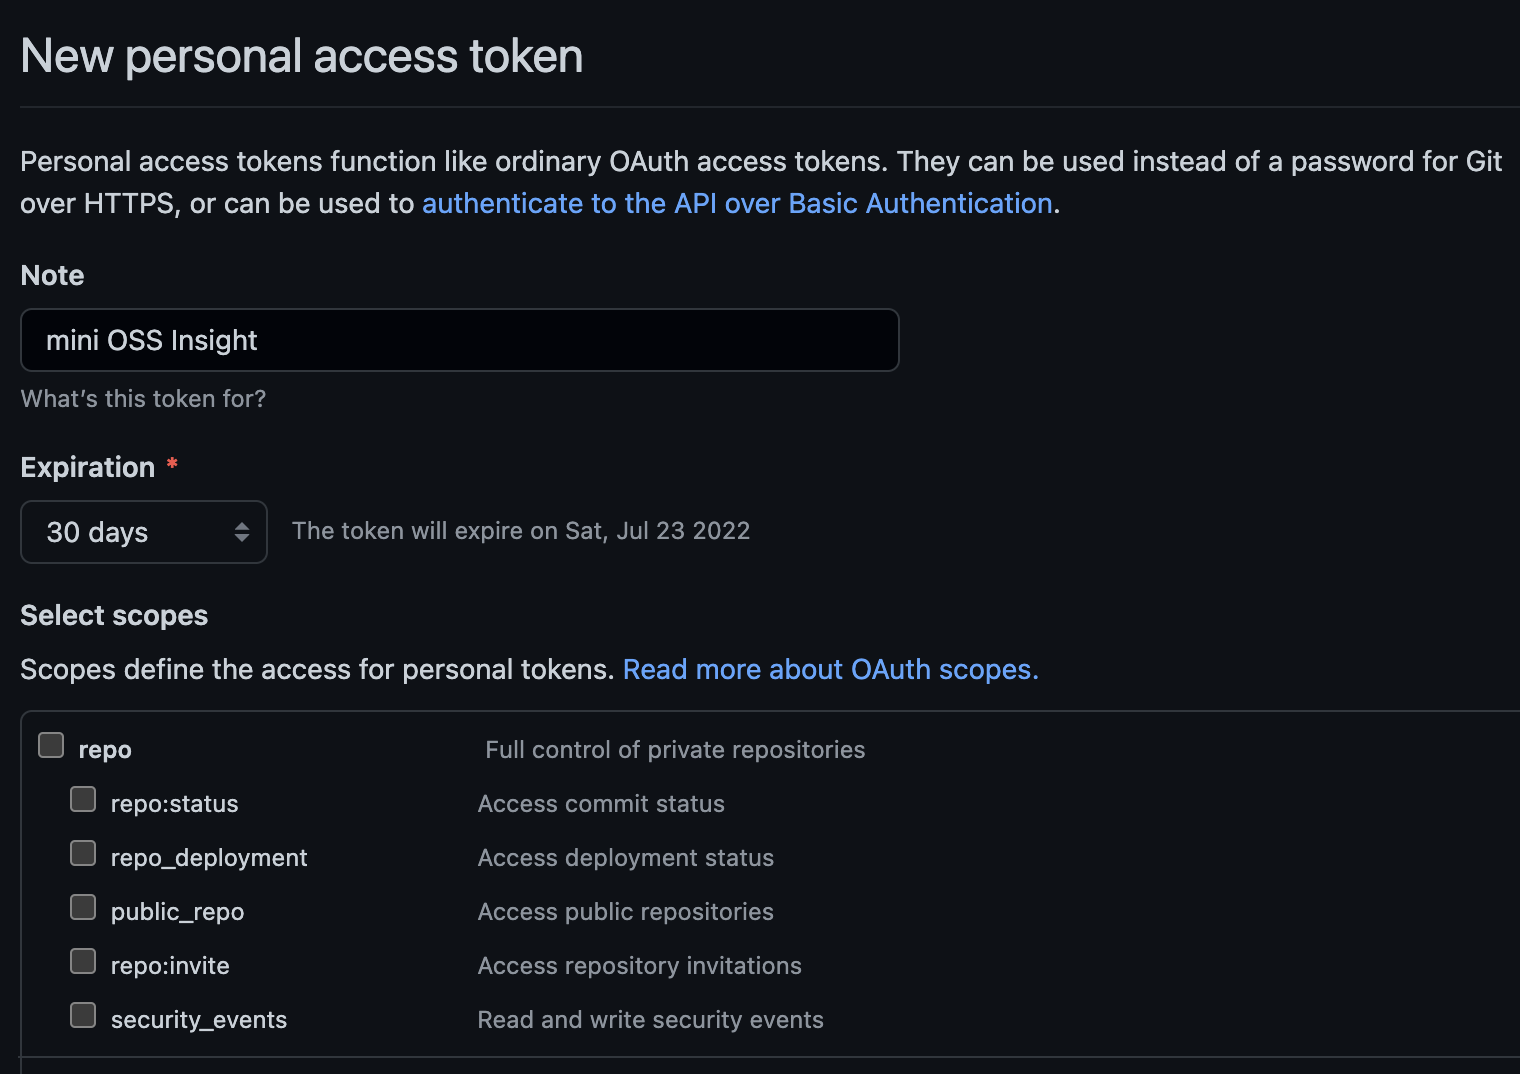 New personal access token
Personal access tokens function like ordinary OAuth access tokens. They can be used instead of a password for Git
over HTTPS, or can be used to authenticate to the API over Basic Authentication.
Note
mini OSS Insight
What's this token for?
Expiration *
30 days The token will expire on Sat, Jul 23 2022
Select scopes
Scopes define the access for personal tokens. Read more about OAuth scopes.
repo Full control of private repositories
repo:status Access commit status
repo_deployment Access deployment status
public_repo Access public repositories
repo:invite Access repository invitations
security_events Read and write security events